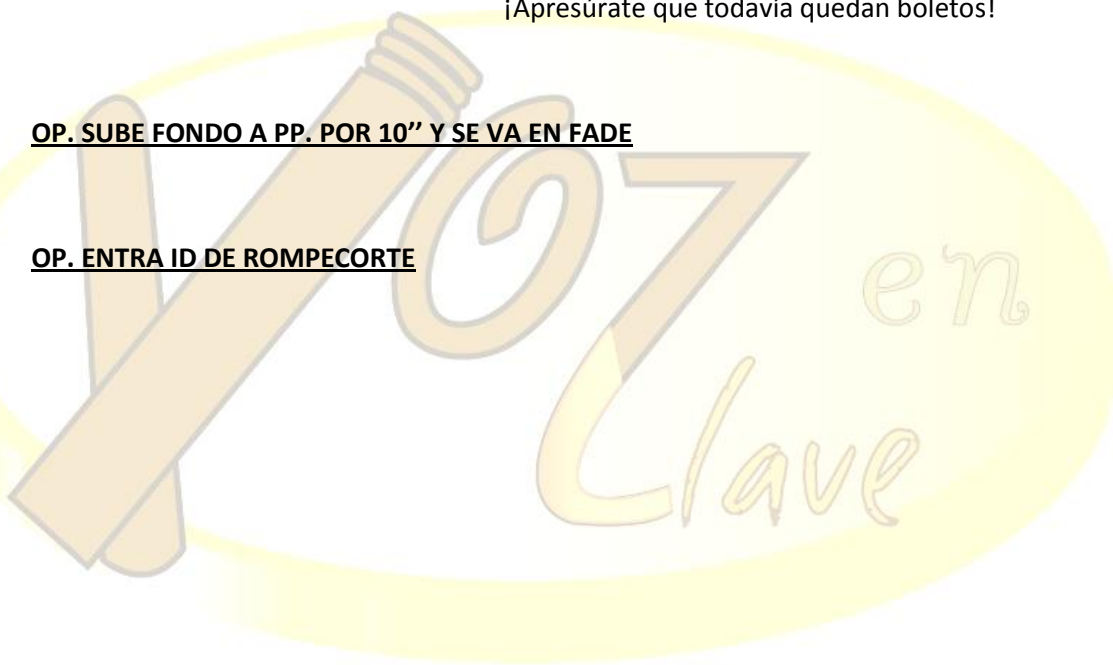 ¡Apresúrate que todavía quedan boletos!
OP. SUBE FONDO A PP. POR 10’’ Y SE VA EN FADE
OP. ENTRA ID DE ROMPECORTE
Voz en
Clave